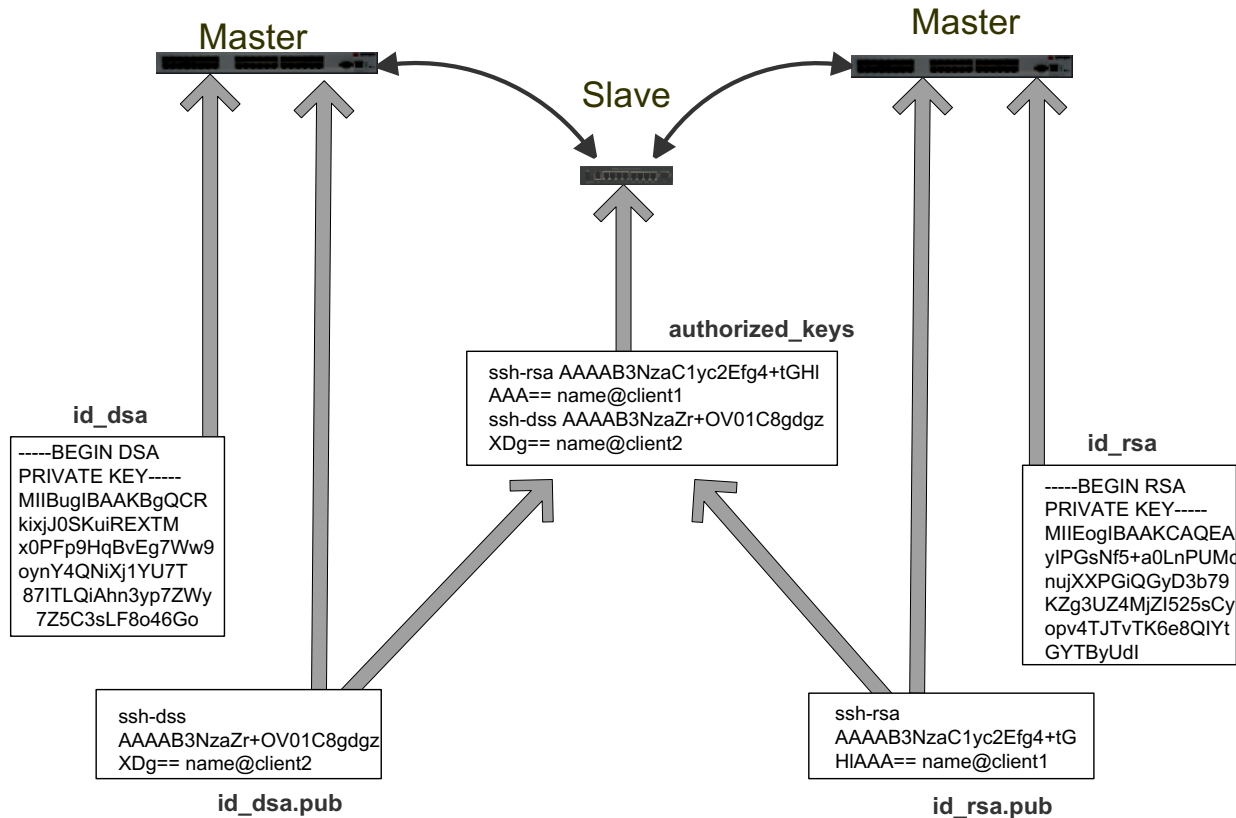 Master
Master
Slave
authorized_keys
ssh-rsa AAAAB3NzaC1yc2Efg4+tGHl
AAA== name@client1
ssh-dss AAAAB3NzaZr+OV01C8gdgz
XDg== name@client2
id_dsa
-----BEGIN DSA
PRIVATE KEY-----
MIIBugIBAAKBgQCR
kixjJ0SKuiREXTM
x0PFp9HqBvEg7Ww9
oynY4QNiXj1YU7T
87ITLQiAhn3yp7ZWy
7Z5C3sLF8o46Go
id_rsa
-----BEGIN RSA
PRIVATE KEY-----
MIIEogIBAAKCAQEA
yIPGsNf5+a0LnPUMc
nujXXPGiQGyD3b79
KZg3UZ4MjZI525sCy
opv4TJTvTK6e8QIYt
GYTByUdI
ssh-dss
AAAAB3NzaZr+OV01C8gdgz
XDg== name@client2
id_dsa.pub
ssh-rsa
AAAAB3NzaC1yc2Efg4+tG
HlAAA== name@client1
id_rsa.pub